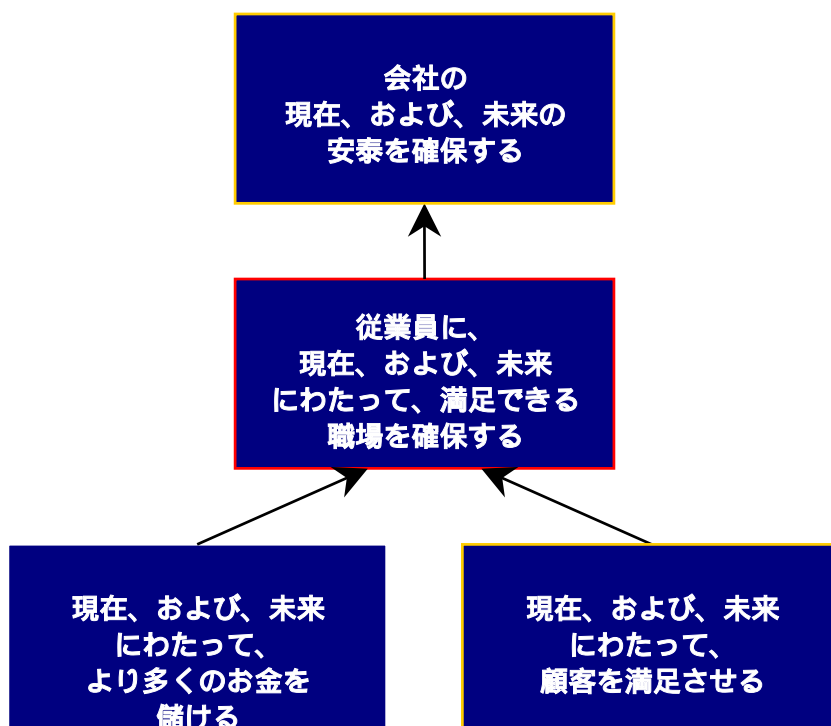 会社の
現在、および、未来の
安泰を確保する
従業員に、
現在、および、未来
にわたって、満足できる
職場を確保する
現在、および、未来
にわたって、
より多くのお金を
儲ける
現在、および、未来
にわたって、
顧客を満足させる